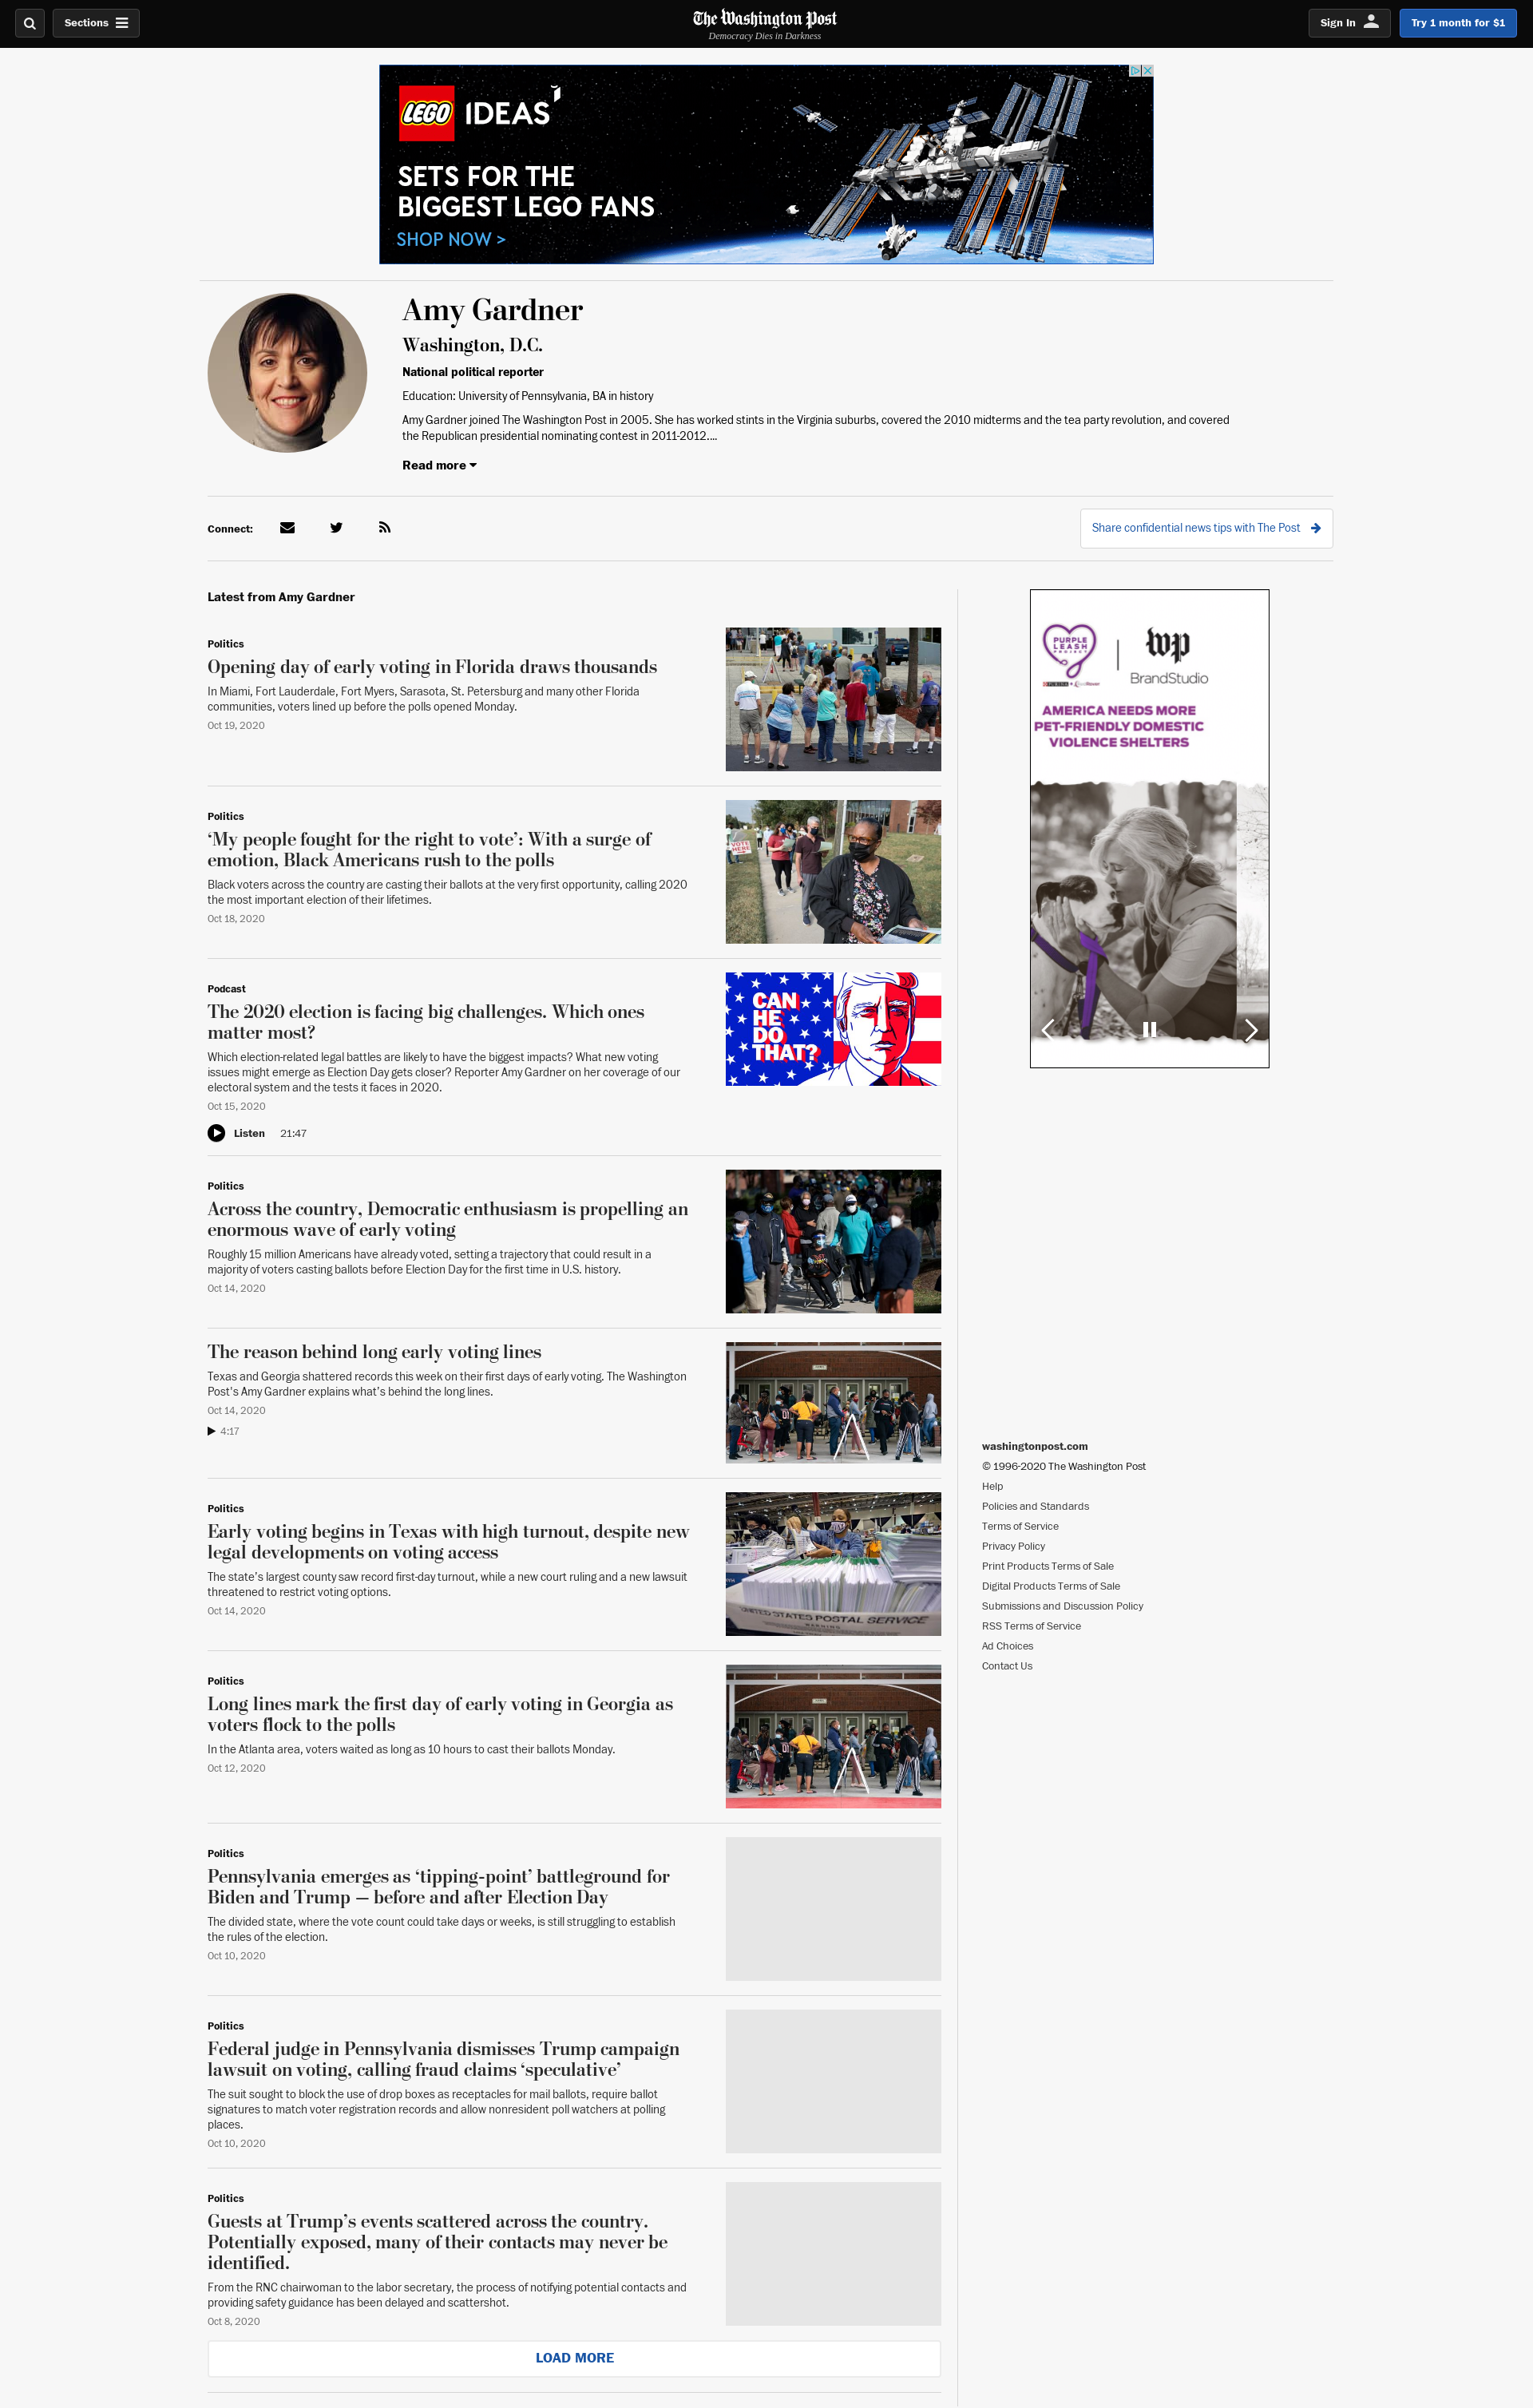 Sections
The Washington Post
Democracy Dies in Darkness
Sign In
Try 1 month for $1
LEGO IDEAS
SETS FOR THE
BIGGEST LEGO FANS
SHOP NOW >
Amy Gardner
Washington, D.C.
National political reporter
Education: University of Pennsylvania, BA in history
Amy Gardner joined The Washington Post in 2005. She has worked stints in the Virginia suburbs, covered the 2010 midterms and the tea party revolution, and covered
the Republican presidential nominating contest in 2011-2012....
Read more
Connect:
Share confidential news tips with The Post
Latest from Amy Gardner
Politics
Opening day of early voting in Florida draws thousands
In Miami, Fort Lauderdale, Fort Myers, Sarasota, St. Petersburg and many other Florida
communities, voters lined up before the polls opened Monday.
Oct 19, 2020
Politics
‘My people fought for the right to vote’: With a surge of
emotion, Black Americans rush to the polls
Black voters across the country are casting their ballots at the very first opportunity, calling 2020
the most important election of their lifetimes.
Oct 18, 2020
VOTE
HERE
Podcast
The 2020 election is facing big challenges. Which ones
matter most?
Which election-related legal battles are likely to have the biggest impacts? What new voting
issues might emerge as Election Day gets closer? Reporter Amy Gardner on her coverage of our
electoral system and the tests it faces in 2020.
Oct 15, 2020
Listen 21:47
CAN
HE
DO
THAT?
Politics
Across the country, Democratic enthusiasm is propelling an
enormous wave of early voting
Roughly 15 million Americans have already voted, setting a trajectory that could result in a
majority of voters casting ballots before Election Day for the first time in U.S. history.
Oct 14, 2020
The reason behind long early voting lines
Texas and Georgia shattered records this week on their first days of early voting. The Washington
Post's Amy Gardner explains what's behind the long lines.
Oct 14, 2020
4:17
Politics
Early voting begins in Texas with high turnout, despite new
legal developments on voting access
The state’s largest county saw record first-day turnout, while a new court ruling and a new lawsuit
threatened to restrict voting options.
Oct 14, 2020
UNITED STATES POSTAL SERVICE
WARNING
Politics
Long lines mark the first day of early voting in Georgia as
voters flock to the polls
In the Atlanta area, voters waited as long as 10 hours to cast their ballots Monday.
Oct 12, 2020
Politics
Pennsylvania emerges as ‘tipping-point’ battleground for
Biden and Trump — before and after Election Day
The divided state, where the vote count could take days or weeks, is still struggling to establish
the rules of the election.
Oct 10, 2020
Politics
Federal judge in Pennsylvania dismisses Trump campaign
lawsuit on voting, calling fraud claims ‘speculative’
The suit sought to block the use of drop boxes as receptacles for mail ballots, require ballot
signatures to match voter registration records and allow nonresident poll watchers at polling
places.
Oct 10, 2020
Politics
Guests at Trump’s events scattered across the country.
Potentially exposed, many of their contacts may never be
identified.
From the RNC chairwoman to the labor secretary, the process of notifying potential contacts and
providing safety guidance has been delayed and scattershot.
Oct 8, 2020
LOAD MORE
PURPLE
LEASH
PROJECT
wp
BrandStudio
AMERICA NEEDS MORE
PET-FRIENDLY DOMESTIC
VIOLENCE SHELTERS
washingtonpost.com
© 1996-2020 The Washington Post
Help
Policies and Standards
Terms of Service
Privacy Policy
Print Products Terms of Sale
Digital Products Terms of Sale
Submissions and Discussion Policy
RSS Terms of Service
Ad Choices
Contact Us